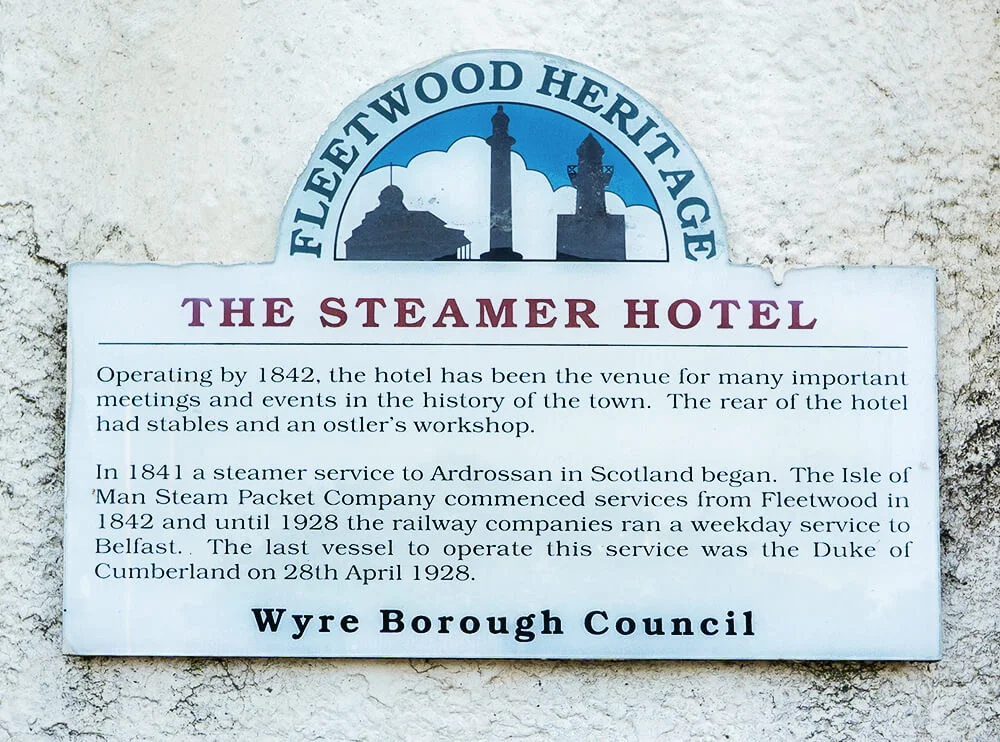 FLEETWOOD HERITAGE
THE STEAMER HOTEL
Operating by 1842, the hotel has been the venue for many important
meetings and events in the history of the town. The rear of the hotel
had stables and an ostler's workshop.
In 1841 a steamer service to Ardrossan in Scotland began. The Isle of
Man Steam Packet Company commenced services from Fleetwood in
1842 and until 1928 the railway companies ran a weekday service to
Belfast. The last vessel to operate this service was the Duke of
Cumberland on 28th April 1928.
Wyre Borough Council